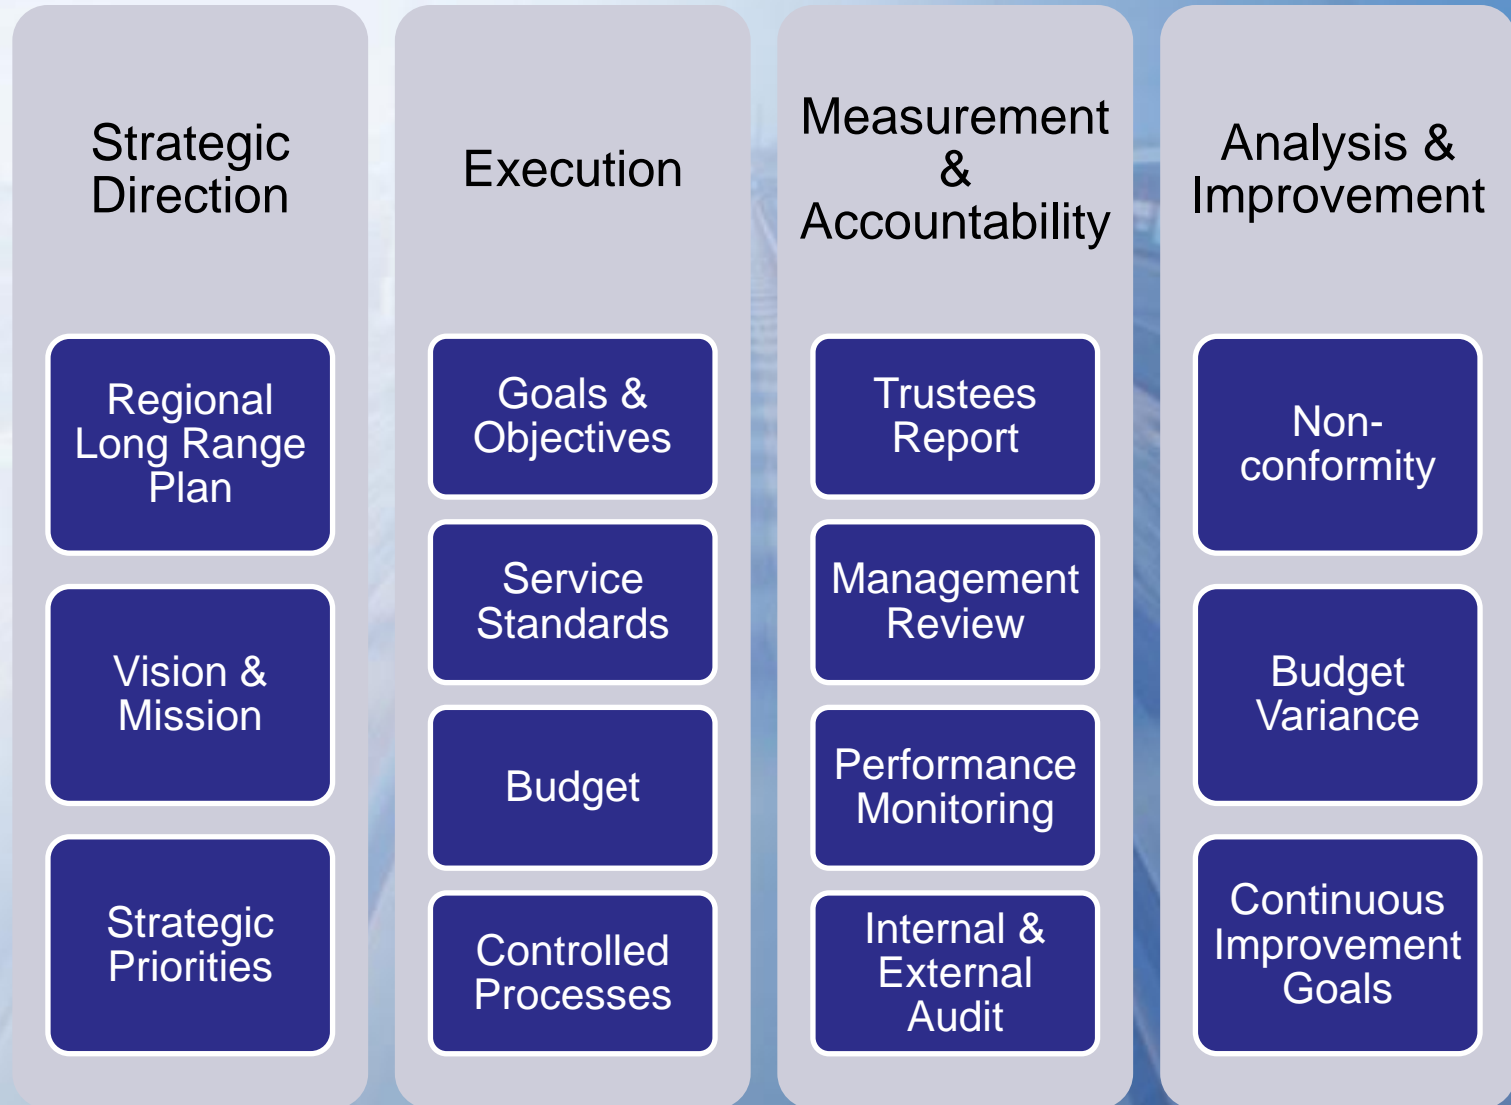 Strategic
Direction
Regional
Long Range
Plan
Vision &
Mission
Strategic
Priorities
Execution
Goals &
Objectives
Service
Standards
Budget
Controlled
Processes
Measurement
&
Accountability
Trustees
Report
Management
Review
Performance
Monitoring
Internal &
External
Audit
Analysis &
Improvement
Non-
conformity
Budget
Variance
Continuous
Improvement
Goals